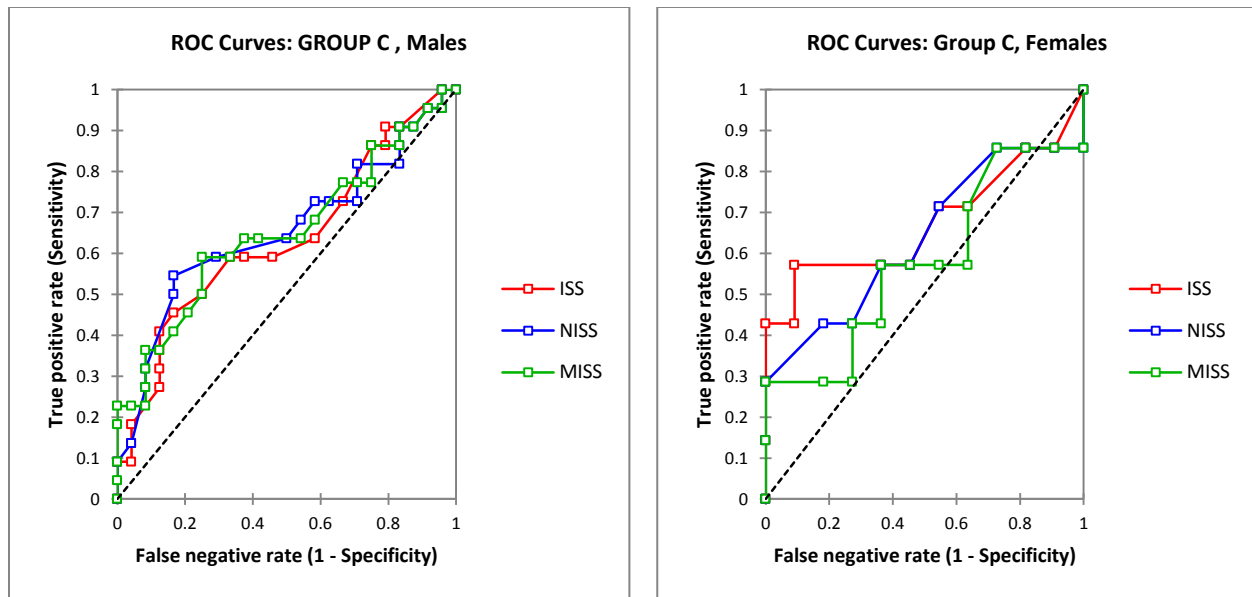 ROC Curves: GROUP C , Males
True positive rate (Sensitivity)
1
0.9
0.8
0.7
0.6
0.5
0.4
0.3
0.2
0.1
0
0 0.2 0.4 0.6 0.8 1
False negative rate (1 - Specificity)
ISS
NISS
MISS
ROC Curves: Group C, Females
True positive rate (Sensitivity)
1
0.9
0.8
0.7
0.6
0.5
0.4
0.3
0.2
0.1
0
0 0.2 0.4 0.6 0.8 1
False negative rate (1 - Specificity)
ISS
NISS
MISS